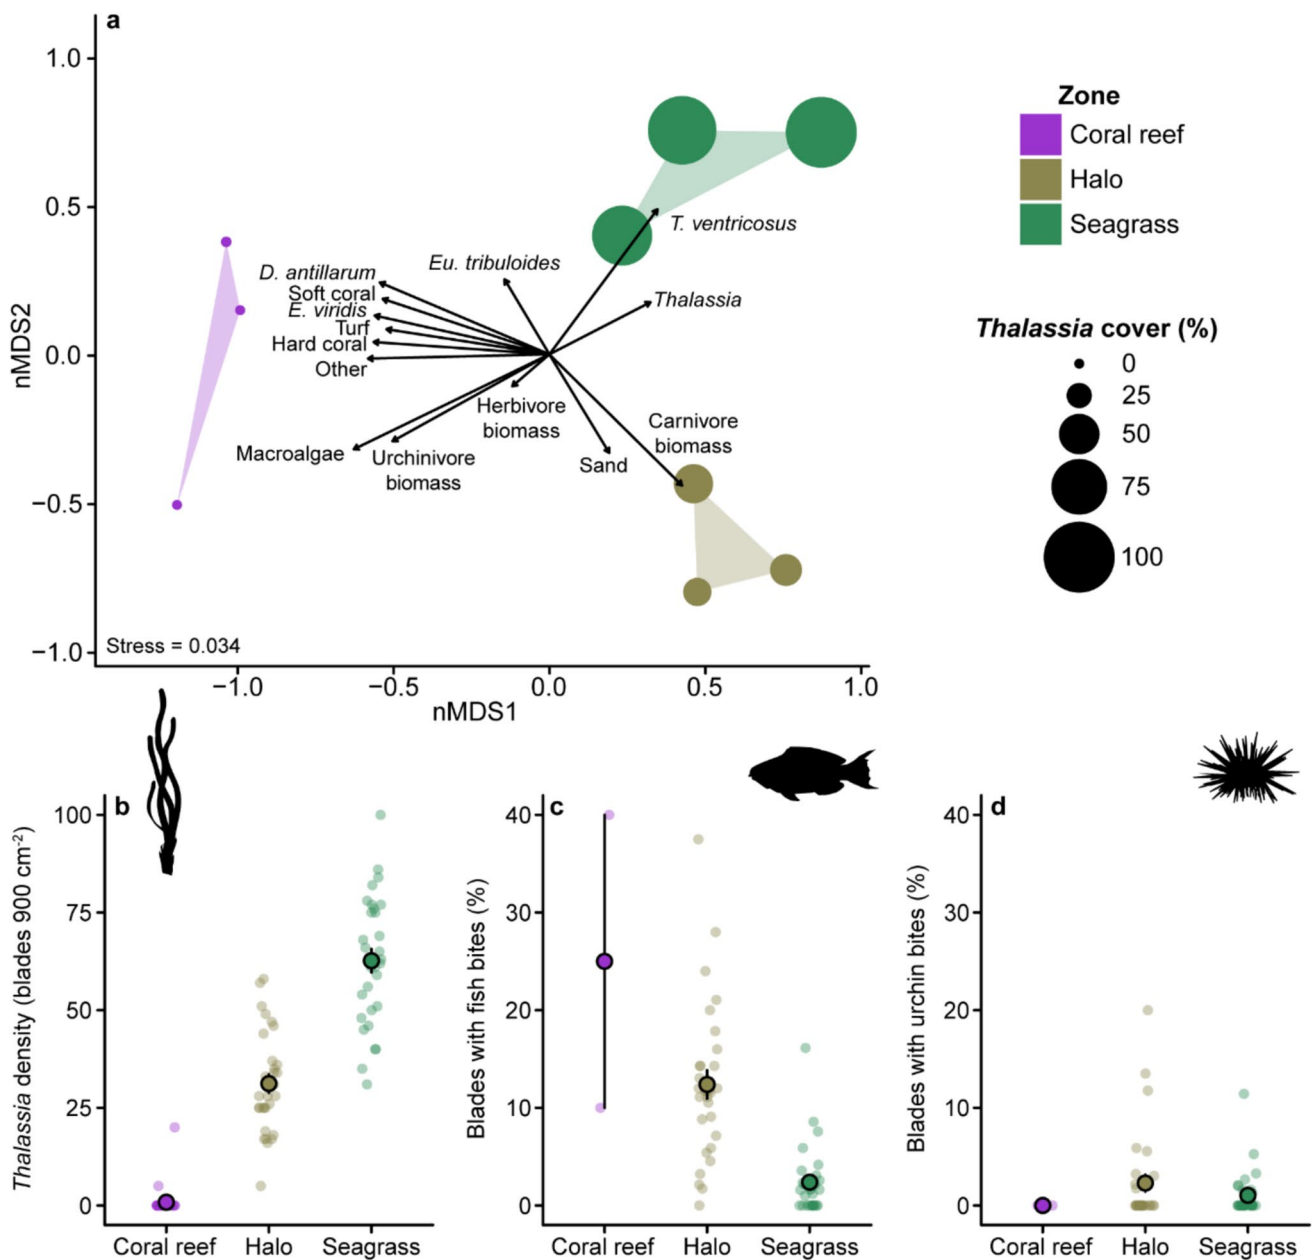 a
1.0
0.5
0.0
−0.5
−1.0
nMDS2
D. antillarum
Soft coral
E. viridis
Turf
Hard coral
Other
Eu. tribuloides
T. ventricosus
Thalassia
Herbivore
biomass
Carnivore
biomass
Macroalgae
Urchinivore
biomass
Sand
Stress = 0.034
−1.0 −0.5 0.0 0.5 1.0
nMDS1
Zone
Coral reef
Halo
Seagrass
Thalassia cover (%)
0
25
50
75
100
b
Thalassia density (blades 900 cm⁻²)
100
75
50
25
0
Coral reef Halo Seagrass
c
Blades with fish bites (%)
40
30
20
10
0
Coral reef Halo Seagrass
d
Blades with urchin bites (%)
40
30
20
10
0
Coral reef Halo Seagrass